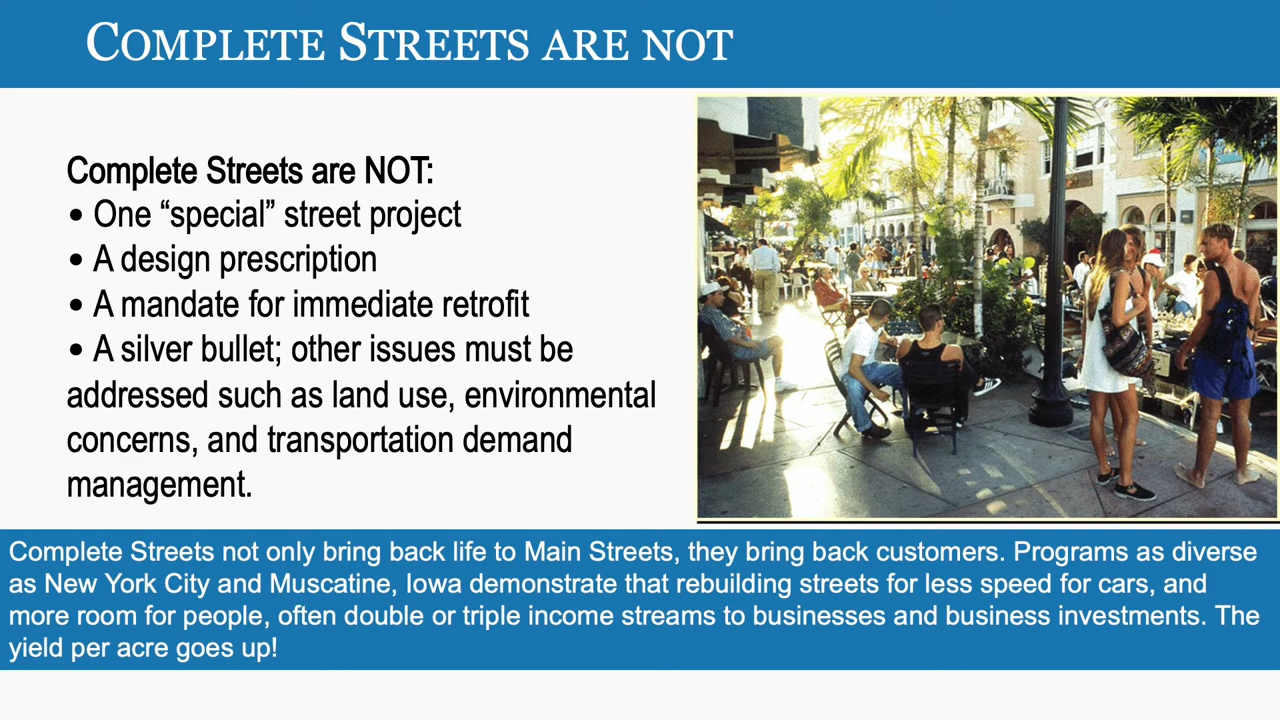 COMPLETE STREETS ARE NOT
Complete Streets are NOT:
• One “special” street project
• A design prescription
• A mandate for immediate retrofit
• A silver bullet; other issues must be
addressed such as land use, environmental
concerns, and transportation demand
management.
Complete Streets not only bring back life to Main Streets, they bring back customers. Programs as diverse
as New York City and Muscatine, Iowa demonstrate that rebuilding streets for less speed for cars, and
more room for people, often double or triple income streams to businesses and business investments. The
yield per acre goes up!